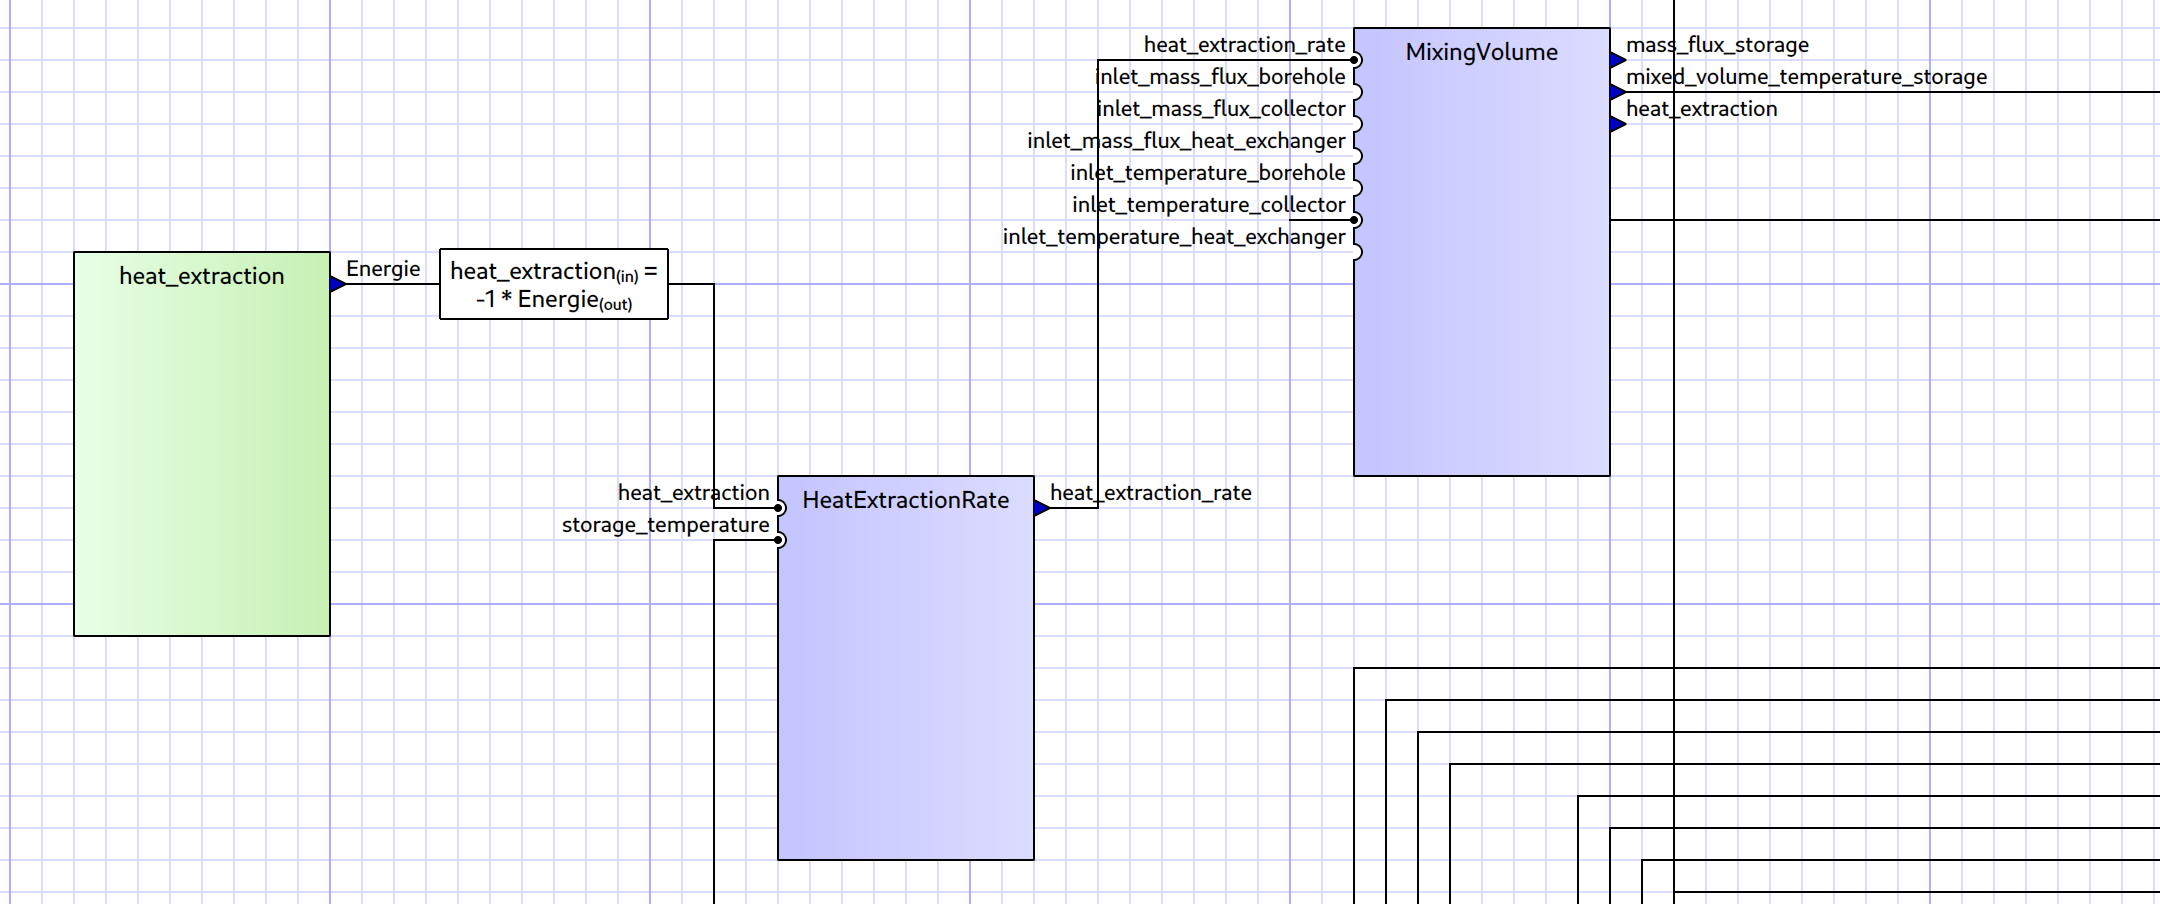 heat_extraction
Energie
heat_extraction(in) =
-1 * Energie(out)
heat_extraction
storage_temperature
HeatExtractionRate
heat_extraction_rate
heat_extraction_rate
inlet_mass_flux_borehole
inlet_mass_flux_collector
inlet_mass_flux_heat_exchanger
inlet_temperature_borehole
inlet_temperature_collector
inlet_temperature_heat_exchanger
MixingVolume
mass_flux_storage
mixed_volume_temperature_storage
heat_extraction